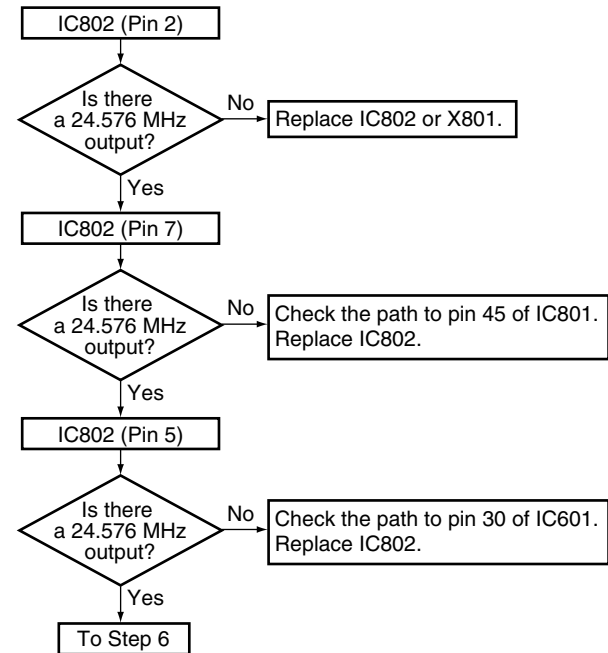 IC802 (Pin 2)
Is there
a 24.576 MHz
output?
No
Replace IC802 or X801.
Yes
IC802 (Pin 7)
Is there
a 24.576 MHz
output?
No
Check the path to pin 45 of IC801.
Replace IC802.
Yes
IC802 (Pin 5)
Is there
a 24.576 MHz
output?
No
Check the path to pin 30 of IC601.
Replace IC802.
Yes
To Step 6